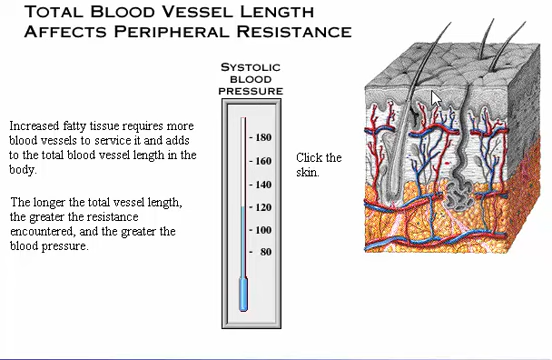 TOTAL BLOOD VESSEL LENGTH
AFFECTS PERIPHERAL RESISTANCE
SYSTOLIC
BLOOD
PRESSURE
Increased fatty tissue requires more
blood vessels to service it and adds
to the total blood vessel length in the
body.
The longer the total vessel length,
the greater the resistance
encountered, and the greater the
blood pressure.
180
160
140
120
100
80
Click the
skin.